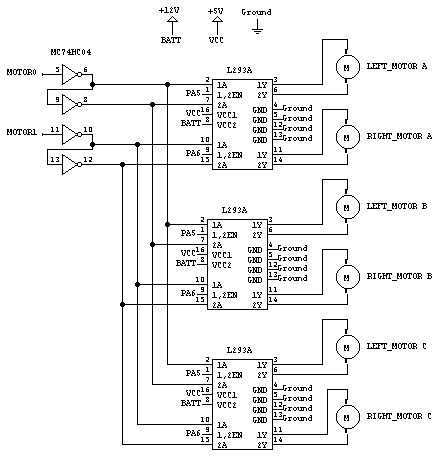 +12V +5V Ground
BATT VCC
MC74HC04
MOTOR0 5 6
9 8
MOTOR1 11 10
13 12
L293A
2 1A 1Y 3
PA5 1 1,2EN 2Y 6
7 2A
VCC 16 VCC1 GND 4 Ground
BATT 8 VCC2 GND 5 Ground
GND 12 Ground
GND 13 Ground
10 1A
PA6 9 1,2EN 1Y 11
15 2A 2Y 14
M LEFT_MOTOR A
M RIGHT_MOTOR A
L293A
2 1A 1Y 3
PA5 1 1,2EN 2Y 6
7 2A
VCC 16 VCC1 GND 4 Ground
BATT 8 VCC2 GND 5 Ground
GND 12 Ground
GND 13 Ground
10 1A
PA6 9 1,2EN 1Y 11
15 2A 2Y 14
M LEFT_MOTOR B
M RIGHT_MOTOR B
L293A
2 1A 1Y 3
PA5 1 1,2EN 2Y 6
7 2A
VCC 16 VCC1 GND 4 Ground
BATT 8 VCC2 GND 5 Ground
GND 12 Ground
GND 13 Ground
10 1A
PA6 9 1,2EN 1Y 11
15 2A 2Y 14
M LEFT_MOTOR C
M RIGHT_MOTOR C